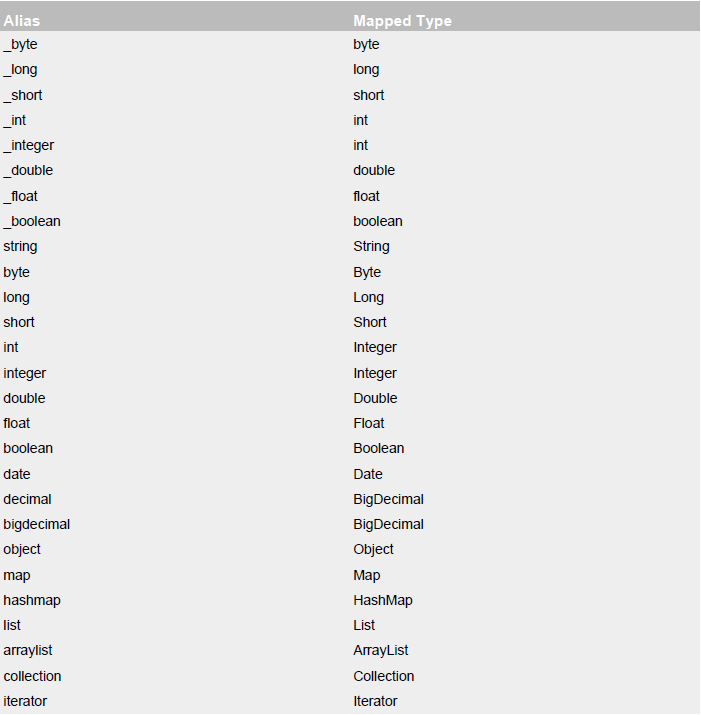 Alias Mapped Type
_byte byte
_long long
_short short
_int int
_integer int
_double double
_float float
_boolean boolean
string String
byte Byte
long Long
short Short
int Integer
integer Integer
double Double
float Float
boolean Boolean
date Date
decimal BigDecimal
bigdecimal BigDecimal
object Object
map Map
hashmap HashMap
list List
arraylist ArrayList
collection Collection
iterator Iterator